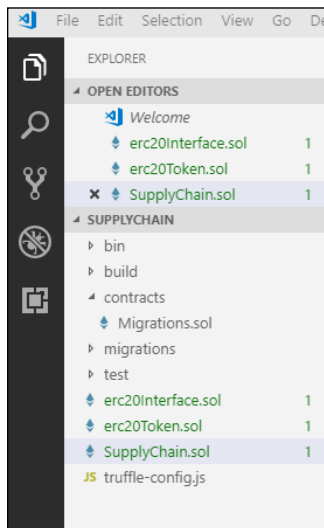 File Edit Selection View Go De
EXPLORER
OPEN EDITORS
Welcome
erc20Interface.sol 1
erc20Token.sol 1
SupplyChain.sol 1
SUPPLYCHAIN
bin
build
contracts
Migrations.sol
migrations
test
erc20Interface.sol 1
erc20Token.sol 1
SupplyChain.sol 1
JS truffle-config.js